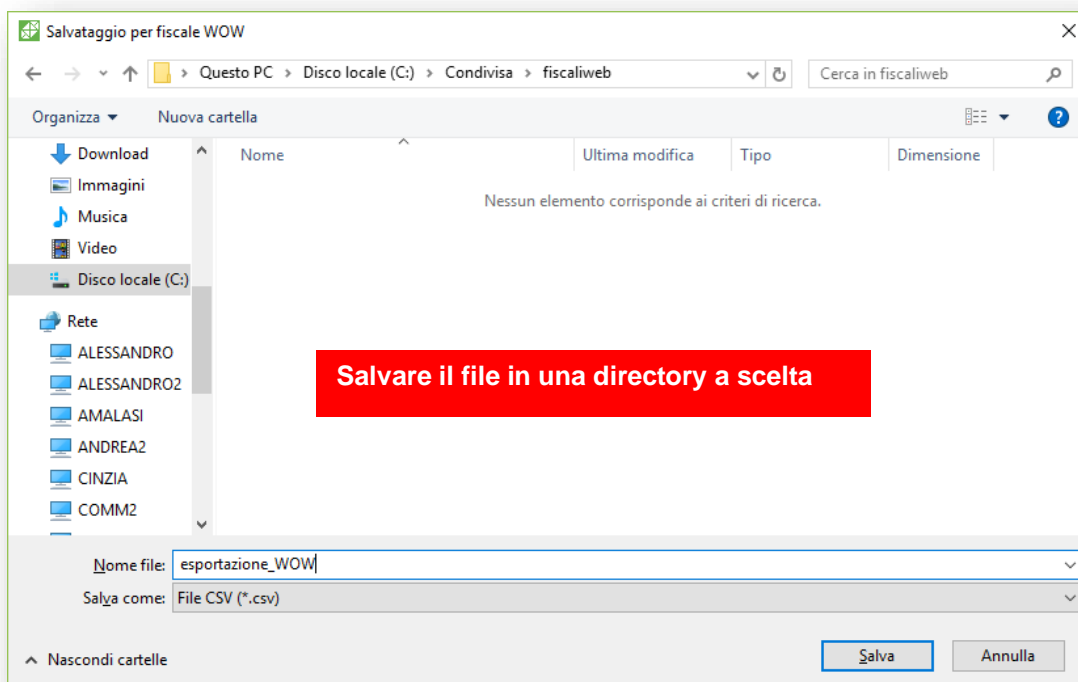 Salvataggio per fiscale WOW
Questo PC > Disco locale (C:) > Condivisa > fiscaliweb
Cerca in fiscaliweb
Organizza
Nuova cartella
?
Download
Immagini
Musica
Video
Disco locale (C:)
Rete
ALESSANDRO
ALESSANDRO2
AMALASI
ANDREA2
CINZIA
COMM2
Nome
Ultima modifica
Tipo
Dimensione
Nessun elemento corrisponde ai criteri di ricerca.
Salvare il file in una directory a scelta
Nome file: esportazione_WOW
Salva come: File CSV (*.csv)
Nascondi cartelle
Salva
Annulla